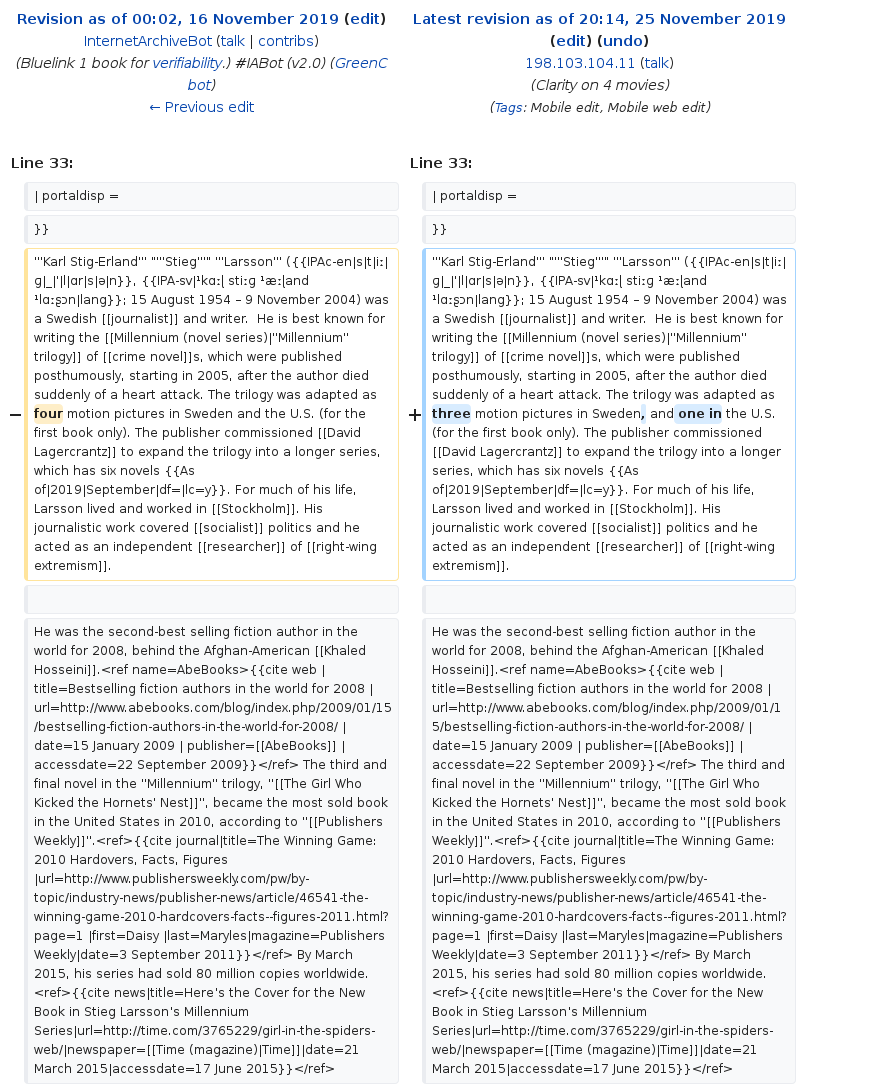 Revision as of 00:02, 16 November 2019 (edit)
InternetArchiveBot (talk | contribs)
(Bluelink 1 book for verifiability.) #IABot (v2.0) (GreenC
bot)
← Previous edit
Latest revision as of 20:14, 25 November 2019
(edit) (undo)
198.103.104.11 (talk)
(Clarity on 4 movies)
(Tags: Mobile edit, Mobile web edit)
Line 33:
| portaldisp =
}}
−
'''Karl Stig-Erland''' "'''Stieg'''" '''Larsson''' ({{IPAc-en|s|t|iː|
ɡ|_|'|l|ɑr|s|ə|n}}, {{IPA-sv|¹kɑːɭ stiːɡ ¹æːɭand
¹lɑːʂɔn|lang}}; 15 August 1954 – 9 November 2004) was
a Swedish [[journalist]] and writer.  He is best known for
writing the [[Millennium (novel series)|''Millennium''
trilogy]] of [[crime novel]]s, which were published
posthumously, starting in 2005, after the author died
suddenly of a heart attack. The trilogy was adapted as
four motion pictures in Sweden and the U.S. (for the
first book only). The publisher commissioned [[David
Lagercrantz]] to expand the trilogy into a longer series,
which has six novels {{As
of|2019|September|df=|lc=y}}. For much of his life,
Larsson lived and worked in [[Stockholm]]. His
journalistic work covered [[socialist]] politics and he
acted as an independent [[researcher]] of [[right-wing
extremism]].
He was the second-best selling fiction author in the
world for 2008, behind the Afghan-American [[Khaled
Hosseini]].<ref name=AbeBooks>{{cite web |
title=Bestselling fiction authors in the world for 2008 |
url=http://www.abebooks.com/blog/index.php/2009/01/15
/bestselling-fiction-authors-in-the-world-for-2008/ |
date=15 January 2009 | publisher=[[AbeBooks]] |
accessdate=22 September 2009}}</ref> The third and
final novel in the ''Millennium'' trilogy, ''[[The Girl Who
Kicked the Hornets' Nest]]'', became the most sold book
in the United States in 2010, according to ''[[Publishers
Weekly]]''.<ref>{{cite journal|title=The Winning Game:
2010 Hardovers, Facts, Figures
|url=http://www.publishersweekly.com/pw/by-
topic/industry-news/publisher-news/article/46541-the-
winning-game-2010-hardcovers-facts--figures-2011.html?
page=1 |first=Daisy |last=Maryles|magazine=Publishers
Weekly|date=3 September 2011}}</ref> By March
2015, his series had sold 80 million copies worldwide.
<ref>{{cite news|title=Here's the Cover for the New
Book in Stieg Larsson's Millennium
Series|url=http://time.com/3765229/girl-in-the-spiders-
web/|newspaper=[[Time (magazine)|Time]]|date=21
March 2015|accessdate=17 June 2015}}</ref>
Line 33:
| portaldisp =
}}
+
'''Karl Stig-Erland''' "'''Stieg'''" '''Larsson''' ({{IPAc-en|s|t|iː|
ɡ|_|'|l|ɑr|s|ə|n}}, {{IPA-sv|¹kɑːɭ stiːɡ ¹æːɭand
¹lɑːʂɔn|lang}}; 15 August 1954 – 9 November 2004) was
a Swedish [[journalist]] and writer.  He is best known for
writing the [[Millennium (novel series)|''Millennium''
trilogy]] of [[crime novel]]s, which were published
posthumously, starting in 2005, after the author died
suddenly of a heart attack. The trilogy was adapted as
three motion pictures in Sweden, and one in the U.S.
(for the first book only). The publisher commissioned
[[David Lagercrantz]] to expand the trilogy into a longer
series, which has six novels {{As
of|2019|September|df=|lc=y}}. For much of his life,
Larsson lived and worked in [[Stockholm]]. His
journalistic work covered [[socialist]] politics and he
acted as an independent [[researcher]] of [[right-wing
extremism]].
He was the second-best selling fiction author in the
world for 2008, behind the Afghan-American [[Khaled
Hosseini]].<ref name=AbeBooks>{{cite web |
title=Bestselling fiction authors in the world for 2008 |
url=http://www.abebooks.com/blog/index.php/2009/01/1
5/bestselling-fiction-authors-in-the-world-for-2008/ |
date=15 January 2009 | publisher=[[AbeBooks]] |
accessdate=22 September 2009}}</ref> The third and
final novel in the ''Millennium'' trilogy, ''[[The Girl Who
Kicked the Hornets' Nest]]'', became the most sold book
in the United States in 2010, according to ''[[Publishers
Weekly]]''.<ref>{{cite journal|title=The Winning Game:
2010 Hardovers, Facts, Figures
|url=http://www.publishersweekly.com/pw/by-
topic/industry-news/publisher-news/article/46541-the-
winning-game-2010-hardcovers-facts--figures-2011.html?
page=1 |first=Daisy |last=Maryles|magazine=Publishers
Weekly|date=3 September 2011}}</ref> By March
2015, his series had sold 80 million copies worldwide.
<ref>{{cite news|title=Here's the Cover for the New
Book in Stieg Larsson's Millennium
Series|url=http://time.com/3765229/girl-in-the-spiders-
web/|newspaper=[[Time (magazine)|Time]]|date=21
March 2015|accessdate=17 June 2015}}</ref>